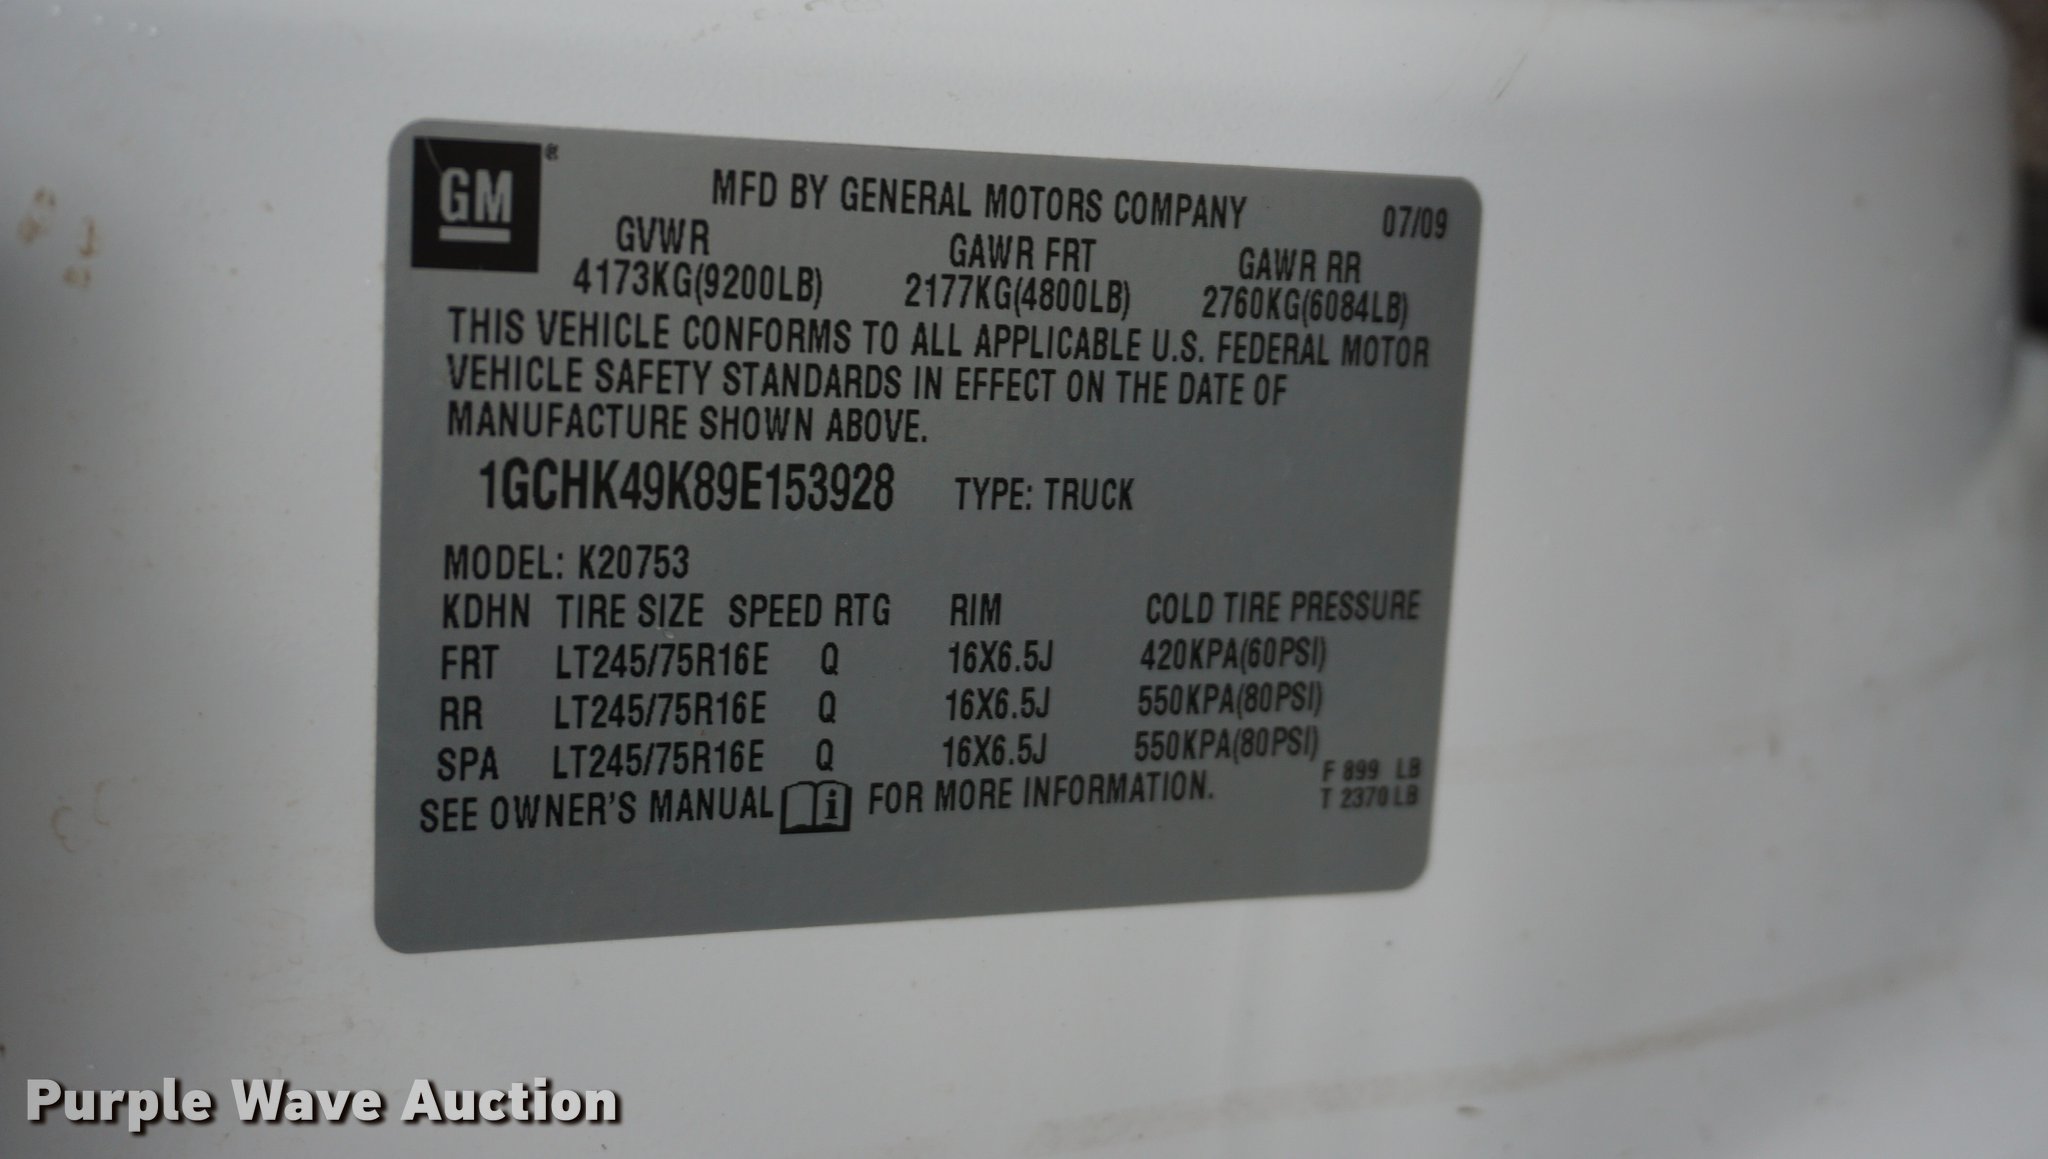 GM ®
MFD BY GENERAL MOTORS COMPANY 07/09
GVWR GAWR FRT GAWR RR
4173KG(9200LB) 2177KG(4800LB) 2760KG(6084LB)
THIS VEHICLE CONFORMS TO ALL APPLICABLE U.S. FEDERAL MOTOR
VEHICLE SAFETY STANDARDS IN EFFECT ON THE DATE OF
MANUFACTURE SHOWN ABOVE.
1GCHK49K89E153928 TYPE: TRUCK
MODEL: K20753
KDHN TIRE SIZE SPEED RTG RIM COLD TIRE PRESSURE
FRT LT245/75R16E Q 16X6.5J 420KPA(60PSI)
RR LT245/75R16E Q 16X6.5J 550KPA(80PSI)
SPA LT245/75R16E Q 16X6.5J 550KPA(80PSI)
SEE OWNER'S MANUAL i FOR MORE INFORMATION.
F 899 LB
T 2370LB
Purple Wave Auction